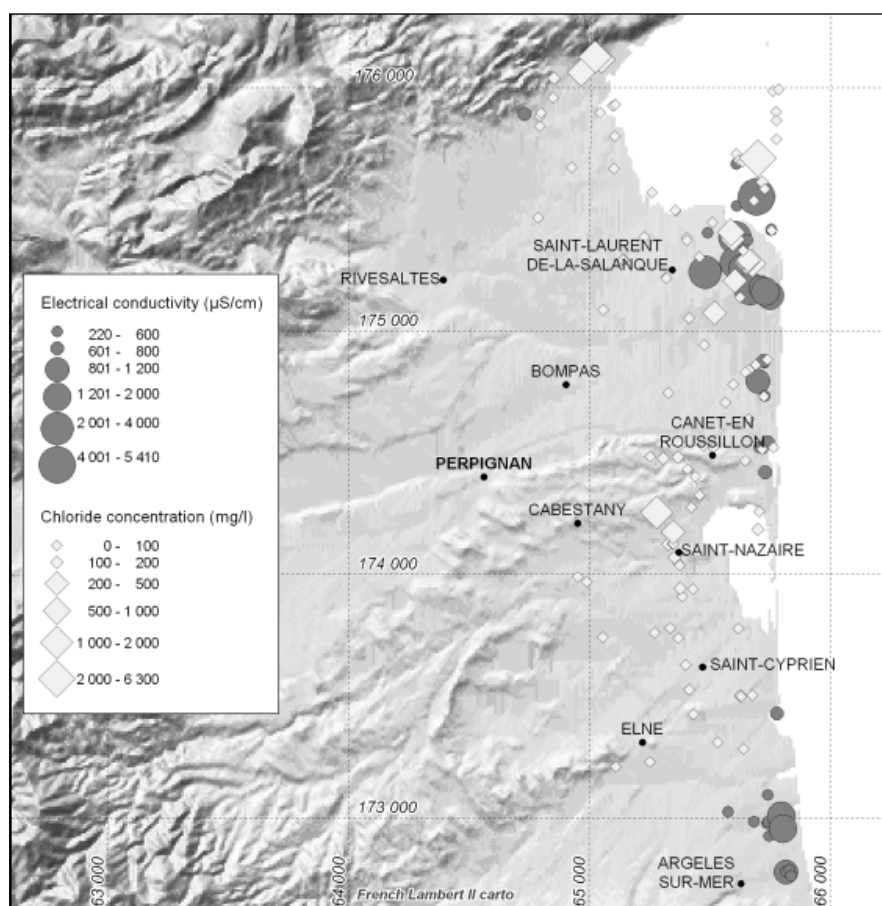 176 000
SAINT-LAURENT
DE-LA-SALANQUE
RIVESALTES
Electrical conductivity (µS/cm)
220 - 600
601 - 800
801 - 1 200
1 201 - 2 000
2 001 - 4 000
4 001 - 5 410
Chloride concentration (mg/l)
0 - 100
100 - 200
200 - 500
500 - 1 000
1 000 - 2 000
2 000 - 6 300
175 000
BOMPAS
CANET-EN
ROUSSILLON
PERPIGNAN
CABESTANY
SAINT-NAZAIRE
174 000
SAINT-CYPRIEN
ELNE
173 000
ARGELES
SUR-MER
63 000
64 000
65 000
66 000
French Lambert II carto